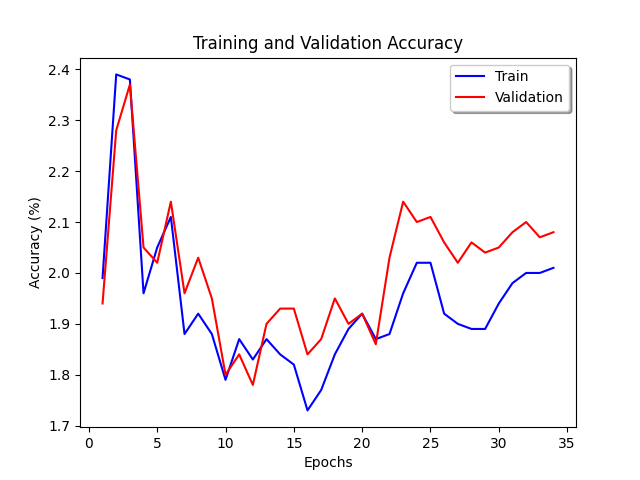 Training and Validation Accuracy
Train
Validation
Accuracy (%)
2.4
2.3
2.2
2.1
2.0
1.9
1.8
1.7
0 5 10 15 20 25 30 35
Epochs